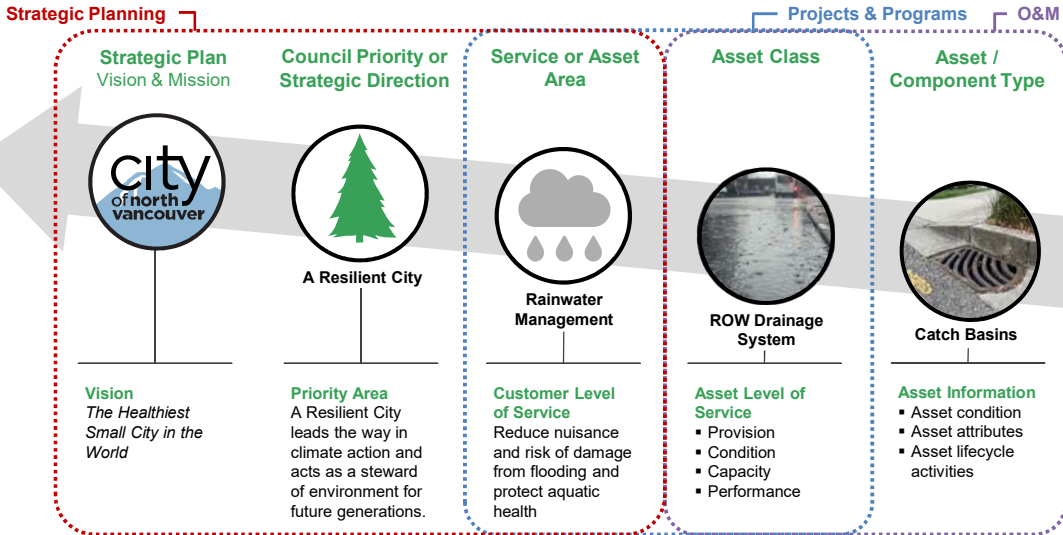 Strategic Planning
Projects & Programs
O&M
Strategic Plan
Vision & Mission
Council Priority or
Strategic Direction
Service or Asset
Area
Asset Class
Asset /
Component Type
city
of north
vancouver
A Resilient City
Rainwater
Management
ROW Drainage
System
Catch Basins
Vision
The Healthiest
Small City in the
World
Priority Area
A Resilient City
leads the way in
climate action and
acts as a steward
of environment for
future generations.
Customer Level
of Service
Reduce nuisance
and risk of damage
from flooding and
protect aquatic
health
Asset Level of
Service
▪ Provision
▪ Condition
▪ Capacity
▪ Performance
Asset Information
▪ Asset condition
▪ Asset attributes
▪ Asset lifecycle
activities